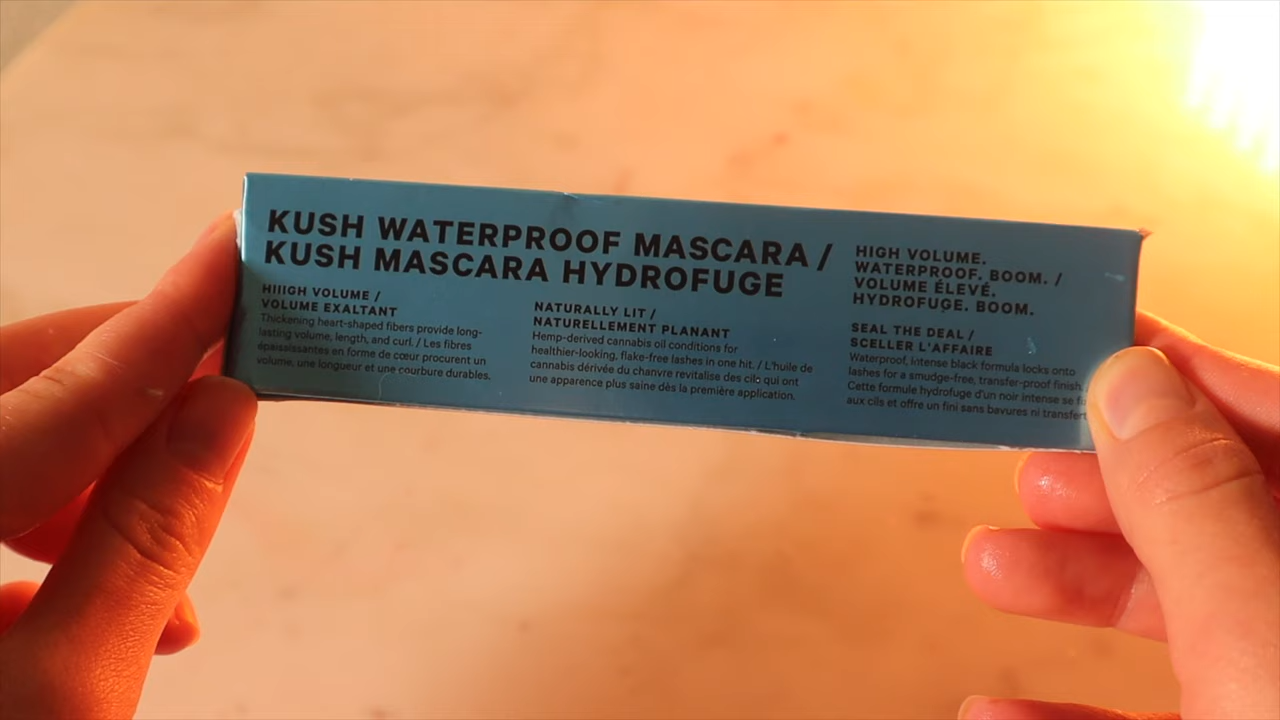 KUSH WATERPROOF MASCARA /
KUSH MASCARA HYDROFUGE
HIIIGH VOLUME /
VOLUME EXALTANT
Thickening heart-shaped fibers provide long-
lasting volume, length, and curl. / Les fibres
épaississantes en forme de cœur procurent un
volume, une longueur et une courbure durables.
NATURALLY LIT /
NATURELLEMENT PLANANT
Hemp-derived cannabis oil conditions for
healthier-looking, flake-free lashes in one hit. / L'huile de
cannabis dérivée du chanvre revitalise des cils qui ont
une apparence plus saine dès la première application.
HIGH VOLUME.
WATERPROOF. BOOM. /
VOLUME ÉLEVÉ.
HYDROFUGE. BOOM.
SEAL THE DEAL /
SCELLER L'AFFAIRE
Waterproof, intense black formula locks onto
lashes for a smudge-free, transfer-proof finish.
Cette formule hydrofuge d'un noir intense se
aux cils et offre un fini sans bavures ni